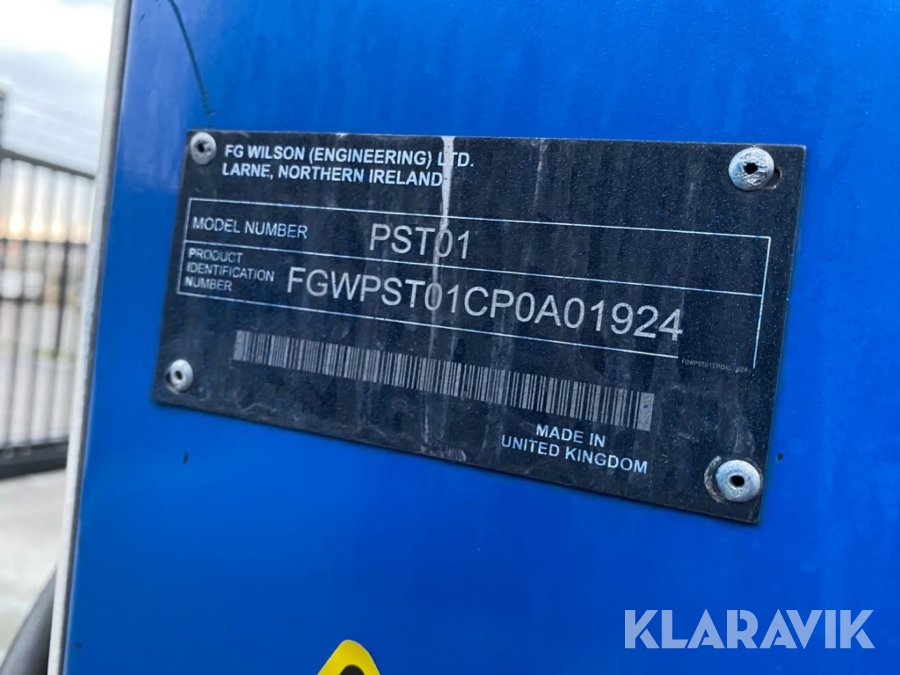 FG WILSON (ENGINEERING) LTD.
LARNE, NORTHERN IRELAND
MODEL NUMBER PST01
PRODUCT
IDENTIFICATION
NUMBER
FGWPST01CP0A01924
MADE IN
UNITED KINGDOM
KLARAVIK